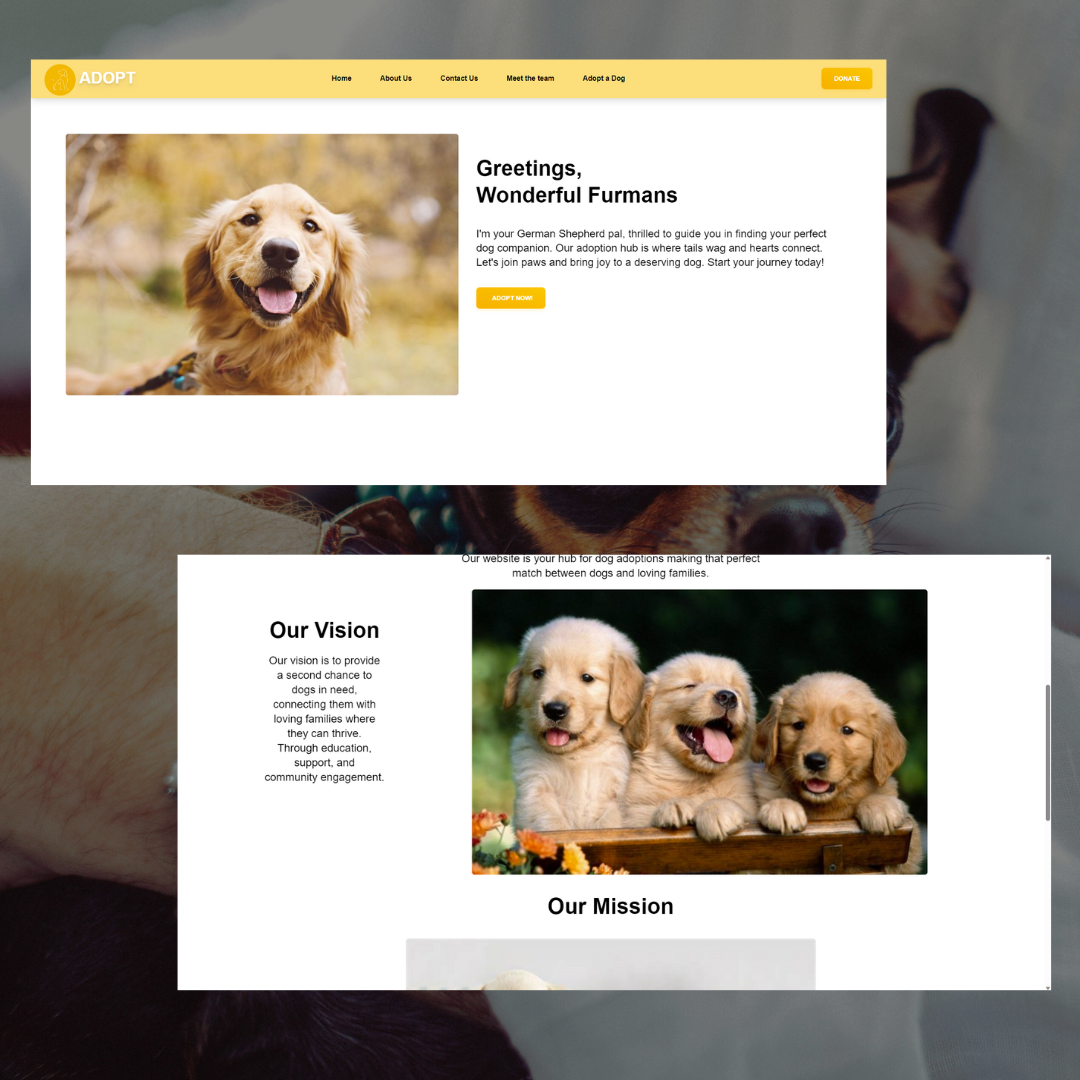 ADOPT
Home
About Us
Contact Us
Meet the team
Adopt a Dog
DONATE
Greetings,
Wonderful Furmans
I'm your German Shepherd pal, thrilled to guide you in finding your perfect
dog companion. Our adoption hub is where tails wag and hearts connect.
Let's join paws and bring joy to a deserving dog. Start your journey today!
ADOPT NOW!
Our website is your hub for dog adoptions making that perfect
match between dogs and loving families.
Our Vision
Our vision is to provide
a second chance to
dogs in need,
connecting them with
loving families where
they can thrive.
Through education,
support, and
community engagement.
Our Mission